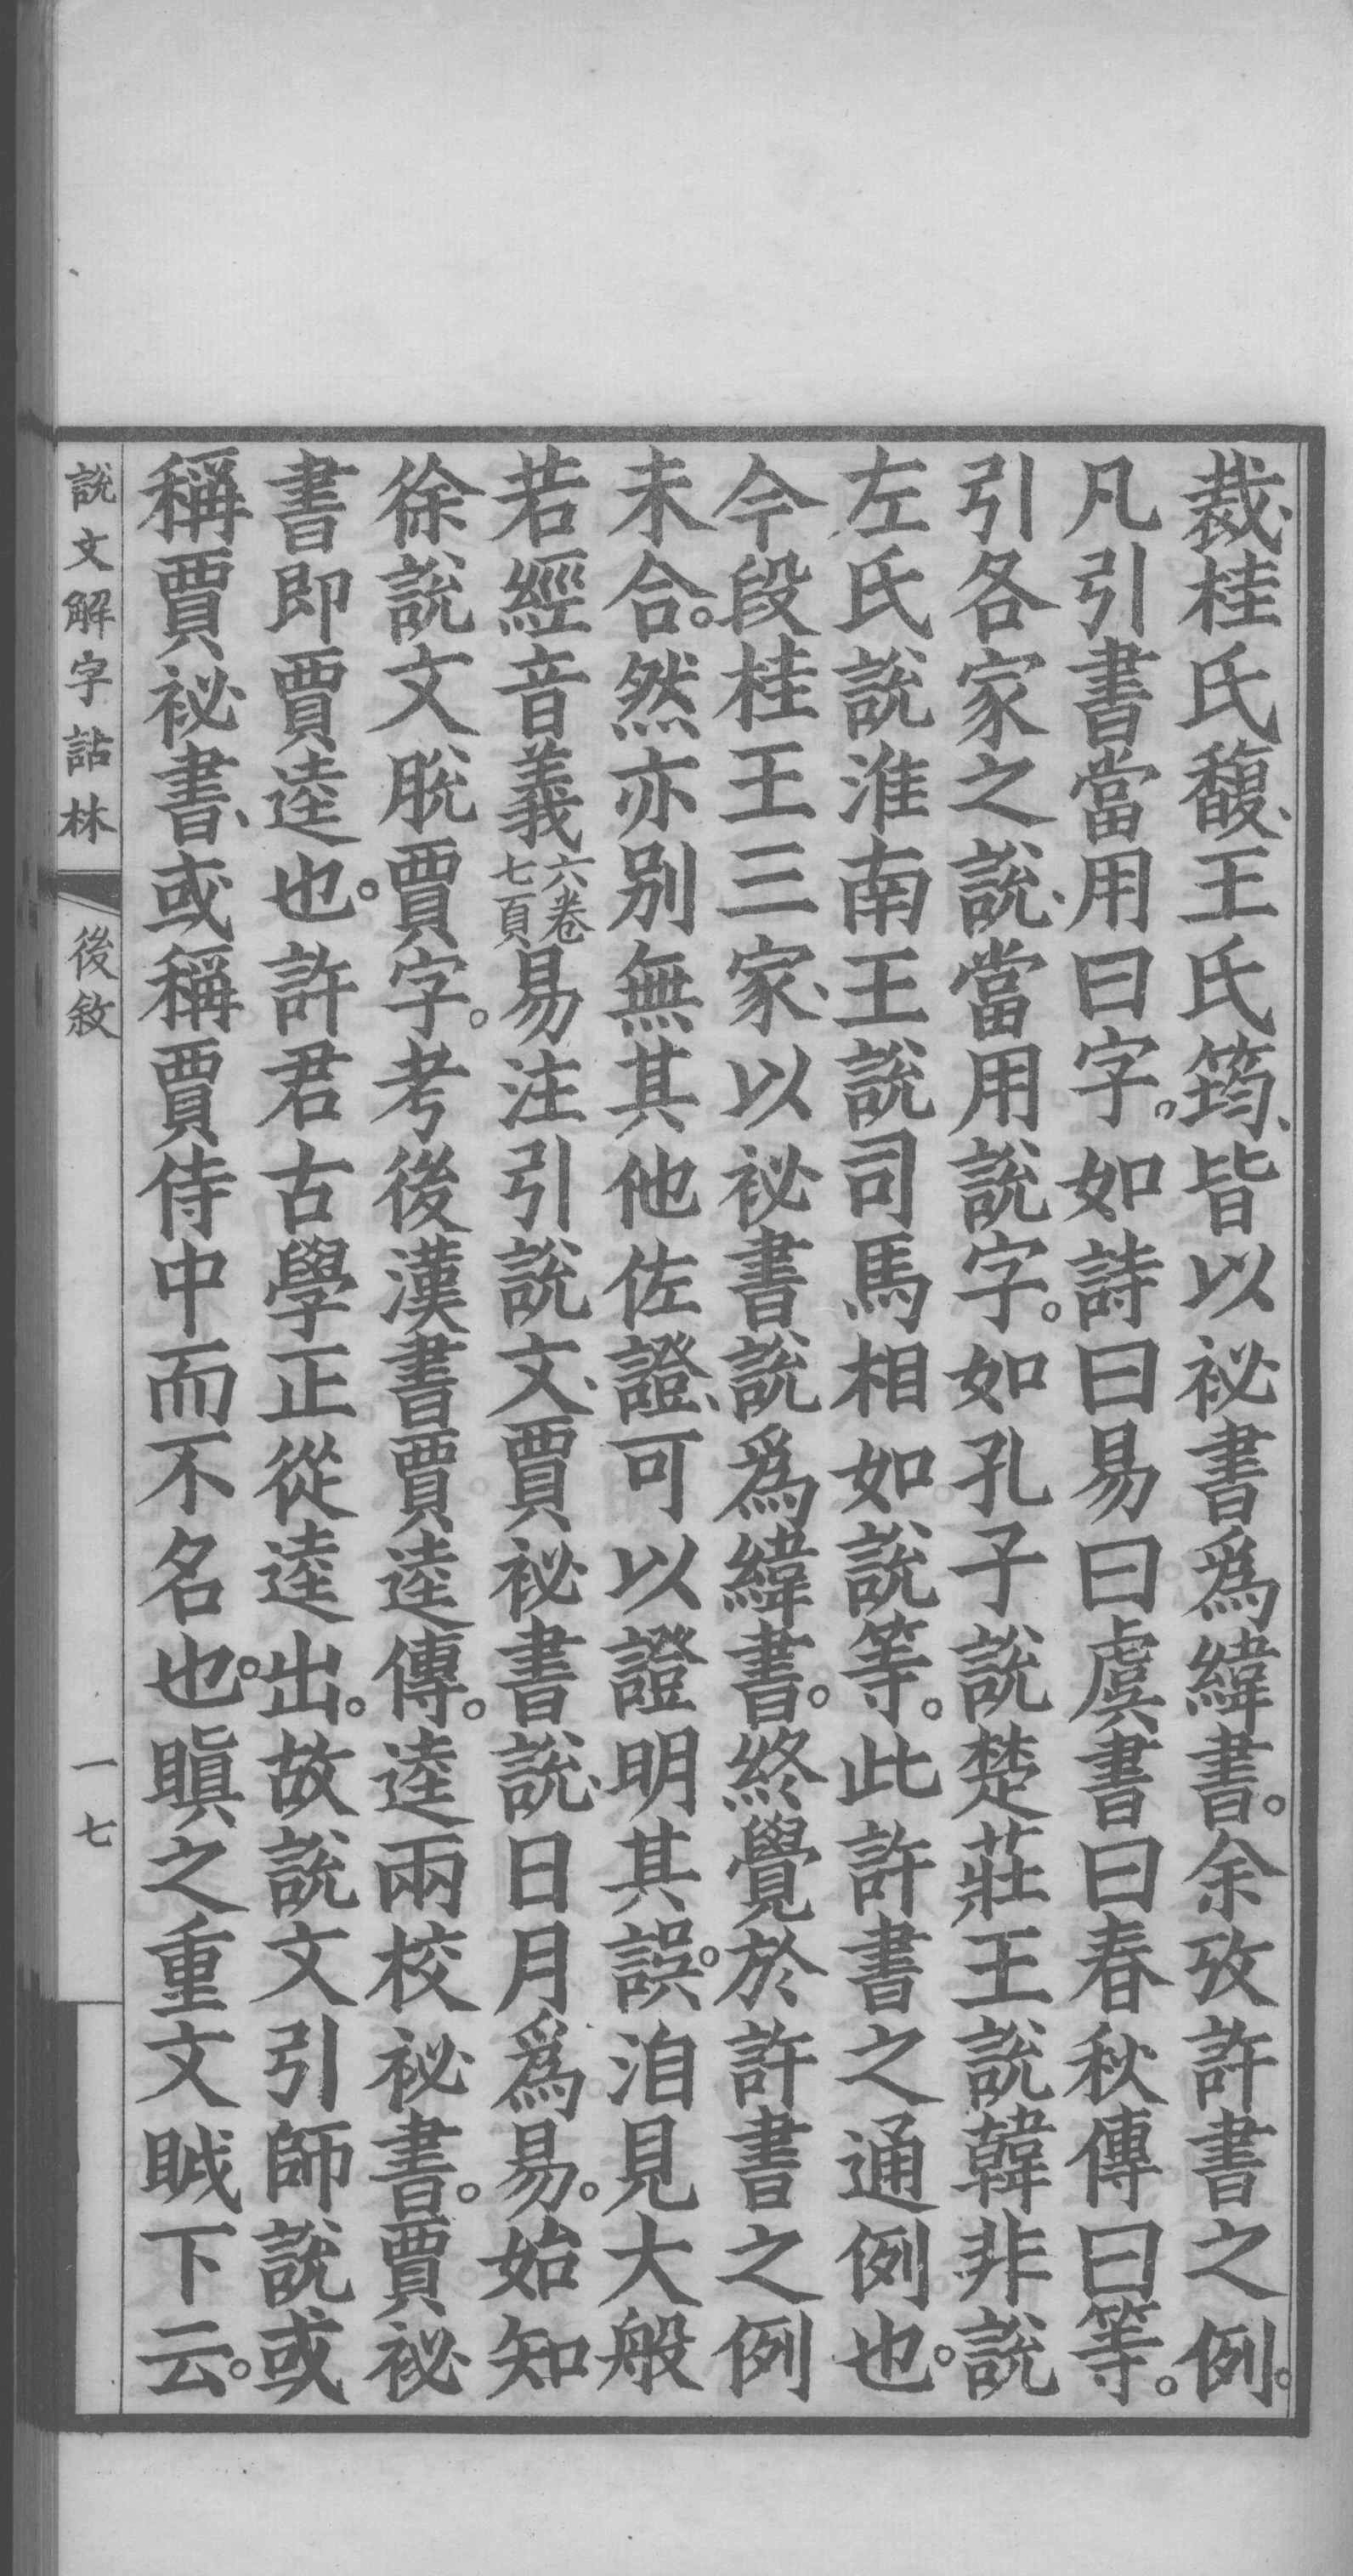 裁、桂氏馥、王氏筠、皆以祕書爲緯書。余攷許書之例。
凡引書當用曰字。如詩曰易曰虞書曰春秋傳曰等。
引各家之說、當用說字。如孔子說楚莊王說韓非說
左氏說淮南王說司馬相如說等。此許書之通例也。
今段桂王三家、以祕書說爲緯書。終覺於許書之例
未合。然亦別無其他佐證、可以證明其誤。洎見大般
若經音義六卷七頁易注引說文、賈祕書說、日月爲易。始知
徐說文脫賈字。考後漢書賈逵傳。逵兩校祕書。賈祕
書即賈逵也。許君古學正從逵出。故說文引師說或
稱賈祕書、或稱賈侍中而不名也。瞋之重文䀏下云。
說文解字詁林 後敘 一七